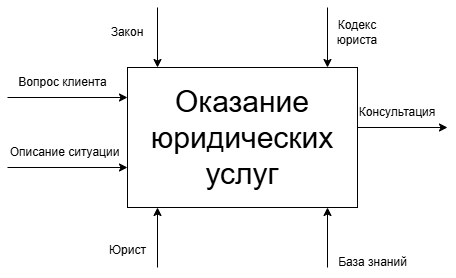 Закон
Кодекс
юриста
Вопрос клиента
Оказание
юридических
услуг
Консультация
Описание ситуации
Юрист
База знаний